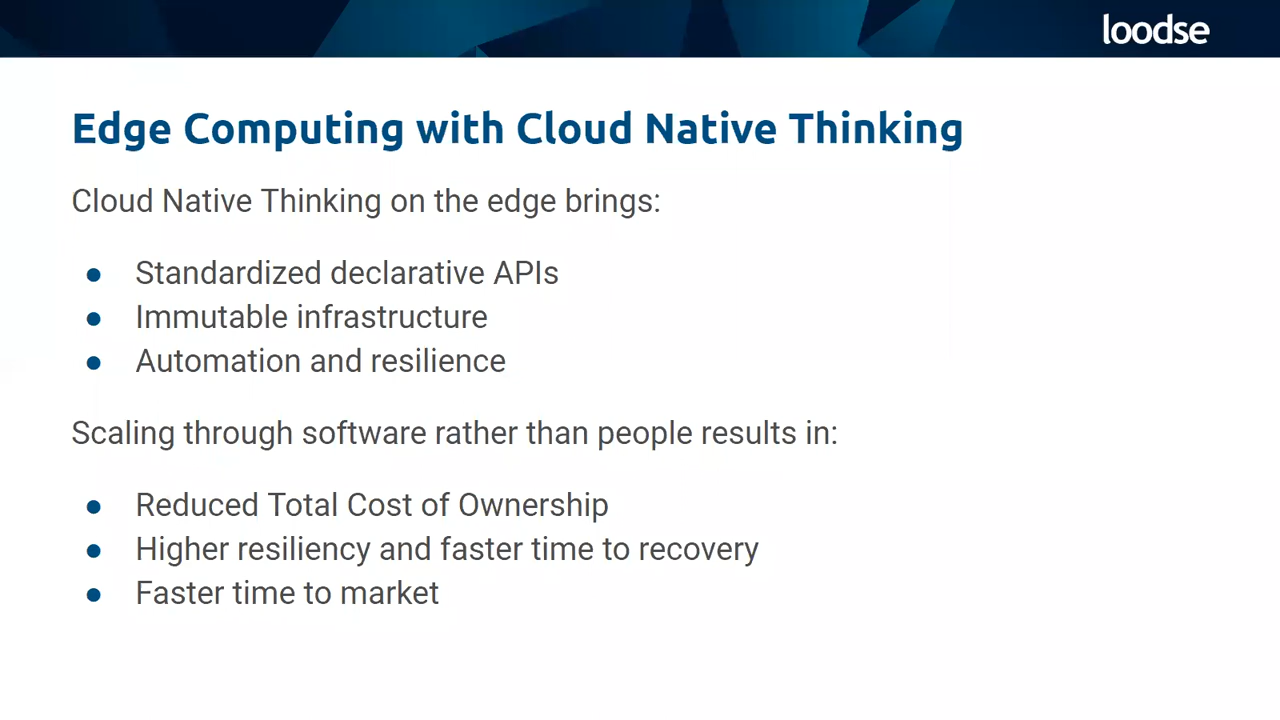 loodse
Edge Computing with Cloud Native Thinking
Cloud Native Thinking on the edge brings:
● Standardized declarative APIs
● Immutable infrastructure
● Automation and resilience
Scaling through software rather than people results in:
● Reduced Total Cost of Ownership
● Higher resiliency and faster time to recovery
● Faster time to market